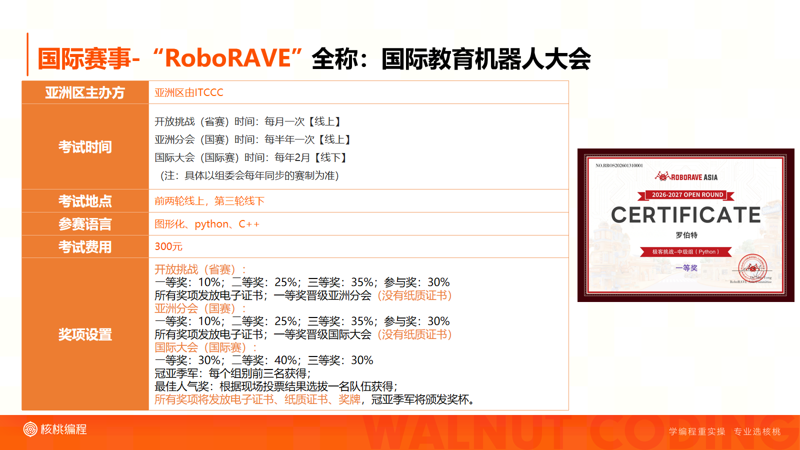 国际赛事-“RoboRAVE”全称：国际教育机器人大会
亚洲区主办方
亚洲区由ITCCC
考试时间
开放挑战（省赛）时间：每月一次【线上】
亚洲分会（国赛）时间：每半年一次【线上】
国际大会（国际赛）时间：每年2月【线下】
（注：具体以组委会每年同步的赛制为准）
考试地点
前两轮线上，第三轮线下
参赛语言
图形化、python、C++
考试费用
300元
奖项设置
开放挑战（省赛）：
一等奖：10%；二等奖：25%；三等奖：35%；参与奖：30%
所有奖项发放电子证书；一等奖晋级亚洲分会（没有纸质证书）
亚洲分会（国赛）：
一等奖：10%；二等奖：25%；三等奖：35%；参与奖：30%
所有奖项发放电子证书；一等奖晋级国际大会（没有纸质证书）
国际大会（国际赛）：
一等奖：30%；二等奖：40%；三等奖：30%
冠亚季军：每个组别前三名获得；
最佳人气奖：根据现场投票结果选拔一名队伍获得；
所有奖项将发放电子证书、纸质证书、奖牌，冠亚季军将颁发奖杯。
ROBORAVE ASIA
2026-2027 OPEN ROUND
CERTIFICATE
罗伯特
极客挑战-中级组（Python）
一等奖
核桃编程
WALNUT CODING
学编程重实操 专业选核桃